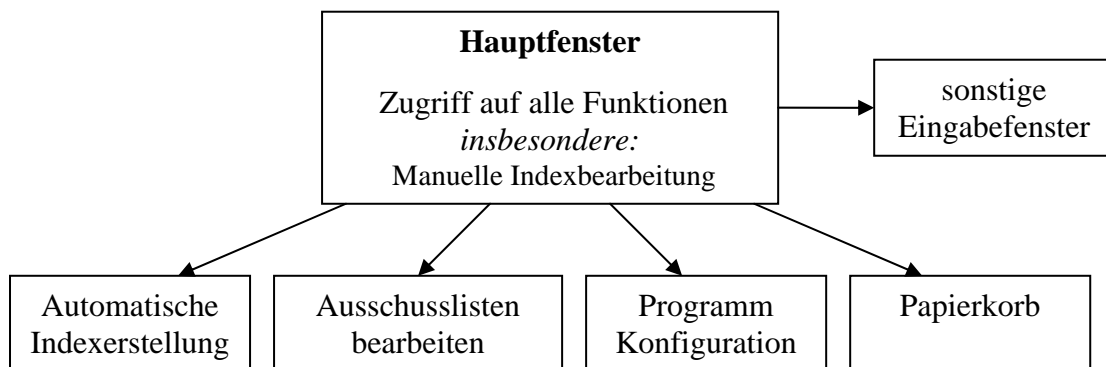 Hauptfenster
Zugriff auf alle Funktionen
insbesondere:
Manuelle Indexbearbeitung
sonstige
Eingabefenster
Automatische
Indexerstellung
Ausschusslisten
bearbeiten
Programm
Konfiguration
Papierkorb